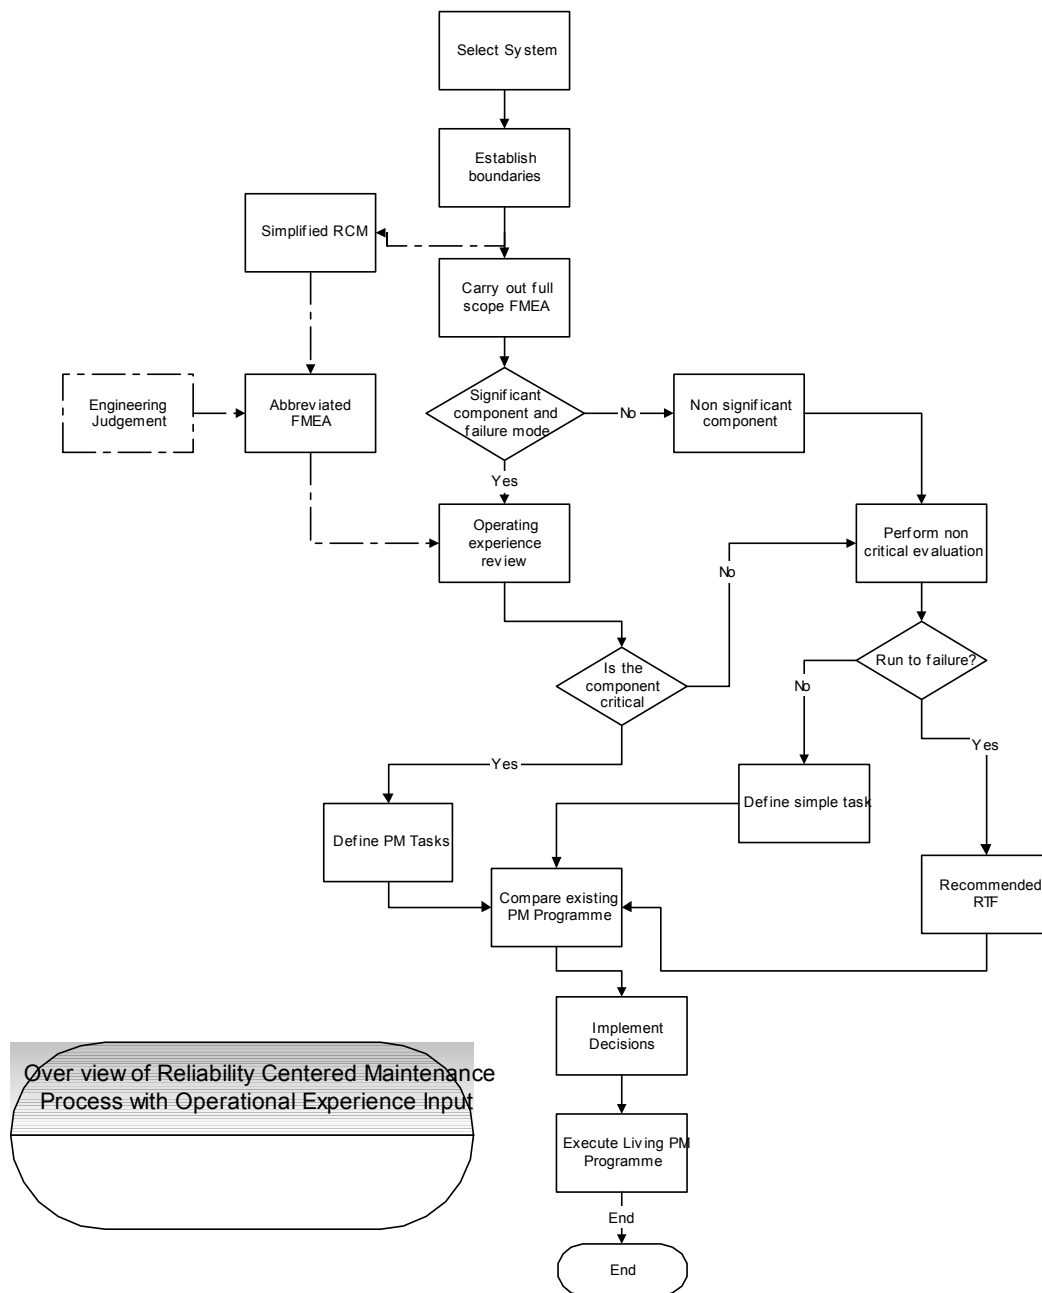 Select System
Establish
boundaries
Simplified RCM
Carry out full
scope FMEA
Engineering
Judgement
Abbreviated
FMEA
Significant
component and
failure mode
No
Non significant
component
Yes
Operating
experience
review
Perform non
critical evaluation
No
Is the
component
critical
Run to failure?
No
Yes
Yes
Define simple task
Define PM Tasks
Compare existing
PM Programme
Recommended
RTF
Implement
Decisions
Over view of Reliability Centered Maintenance
Process with Operational Experience Input
Execute Living PM
Programme
End
End